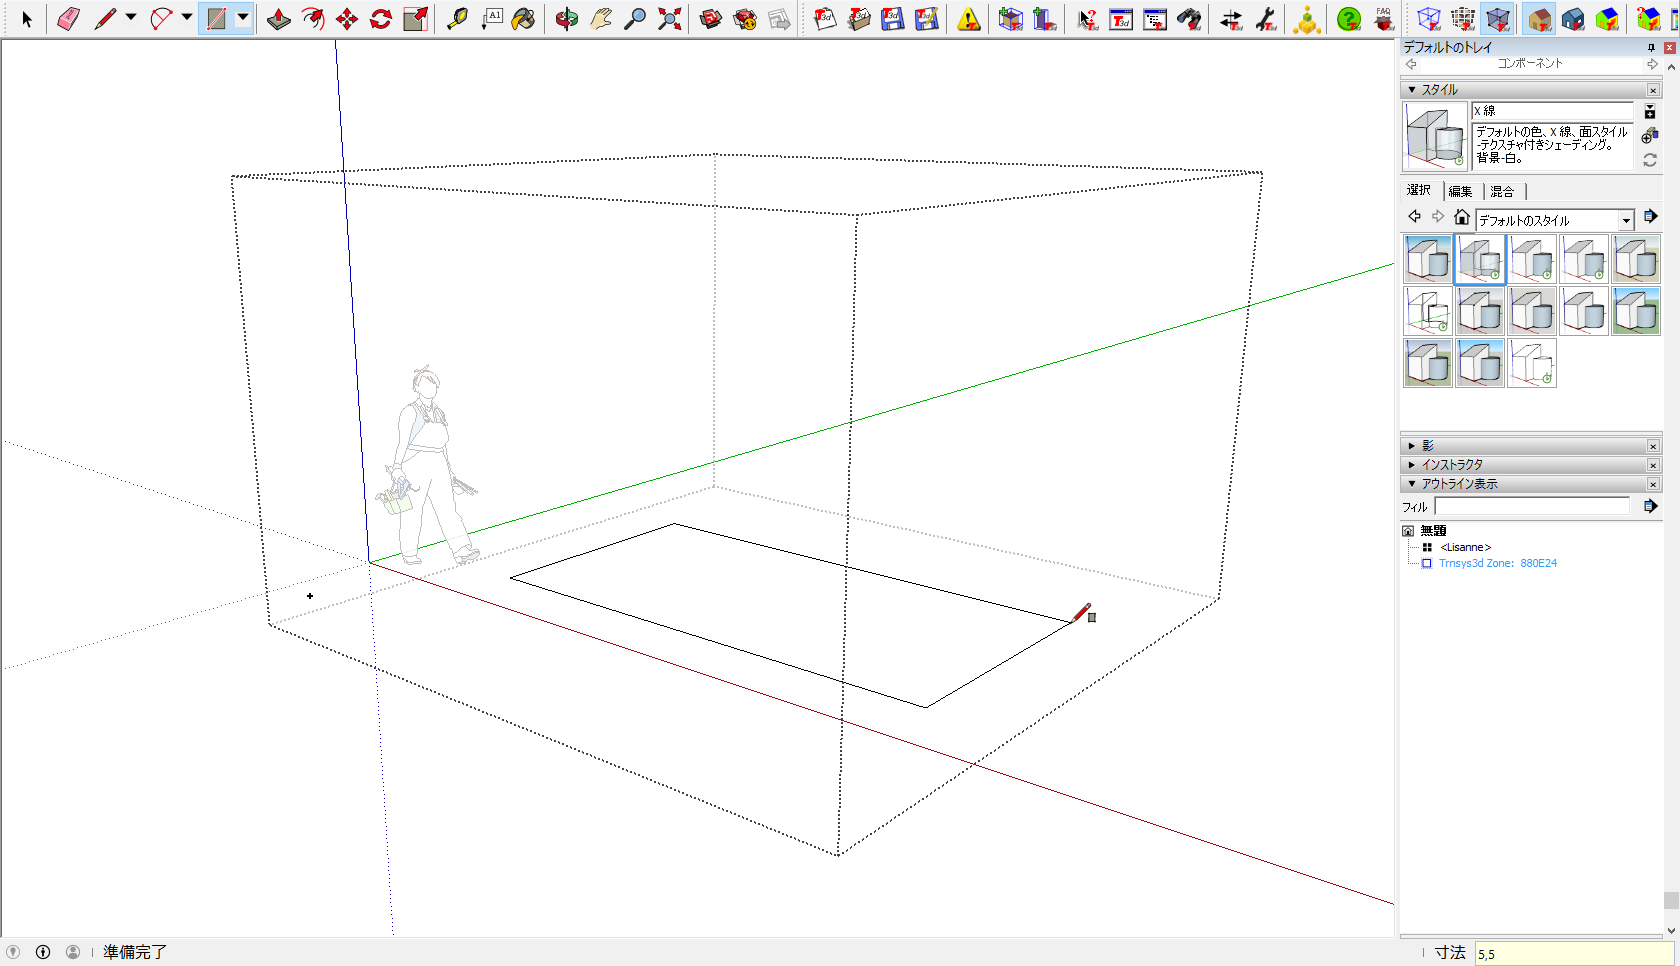 A1
T3d
T3d
T3d
FAQ
デフォルトのトレイ
コンポーネント
スタイル
X 線
デフォルトの色、X 線、面スタイル
-テクスチャ付きシェーディング。
背景-白。
選択 編集 混合
デフォルトのスタイル
影
インストラクタ
アウトライン表示
フィル
無題
<Lisanne>
Trnsys3d Zone: 880E24
準備完了
寸法 5,5